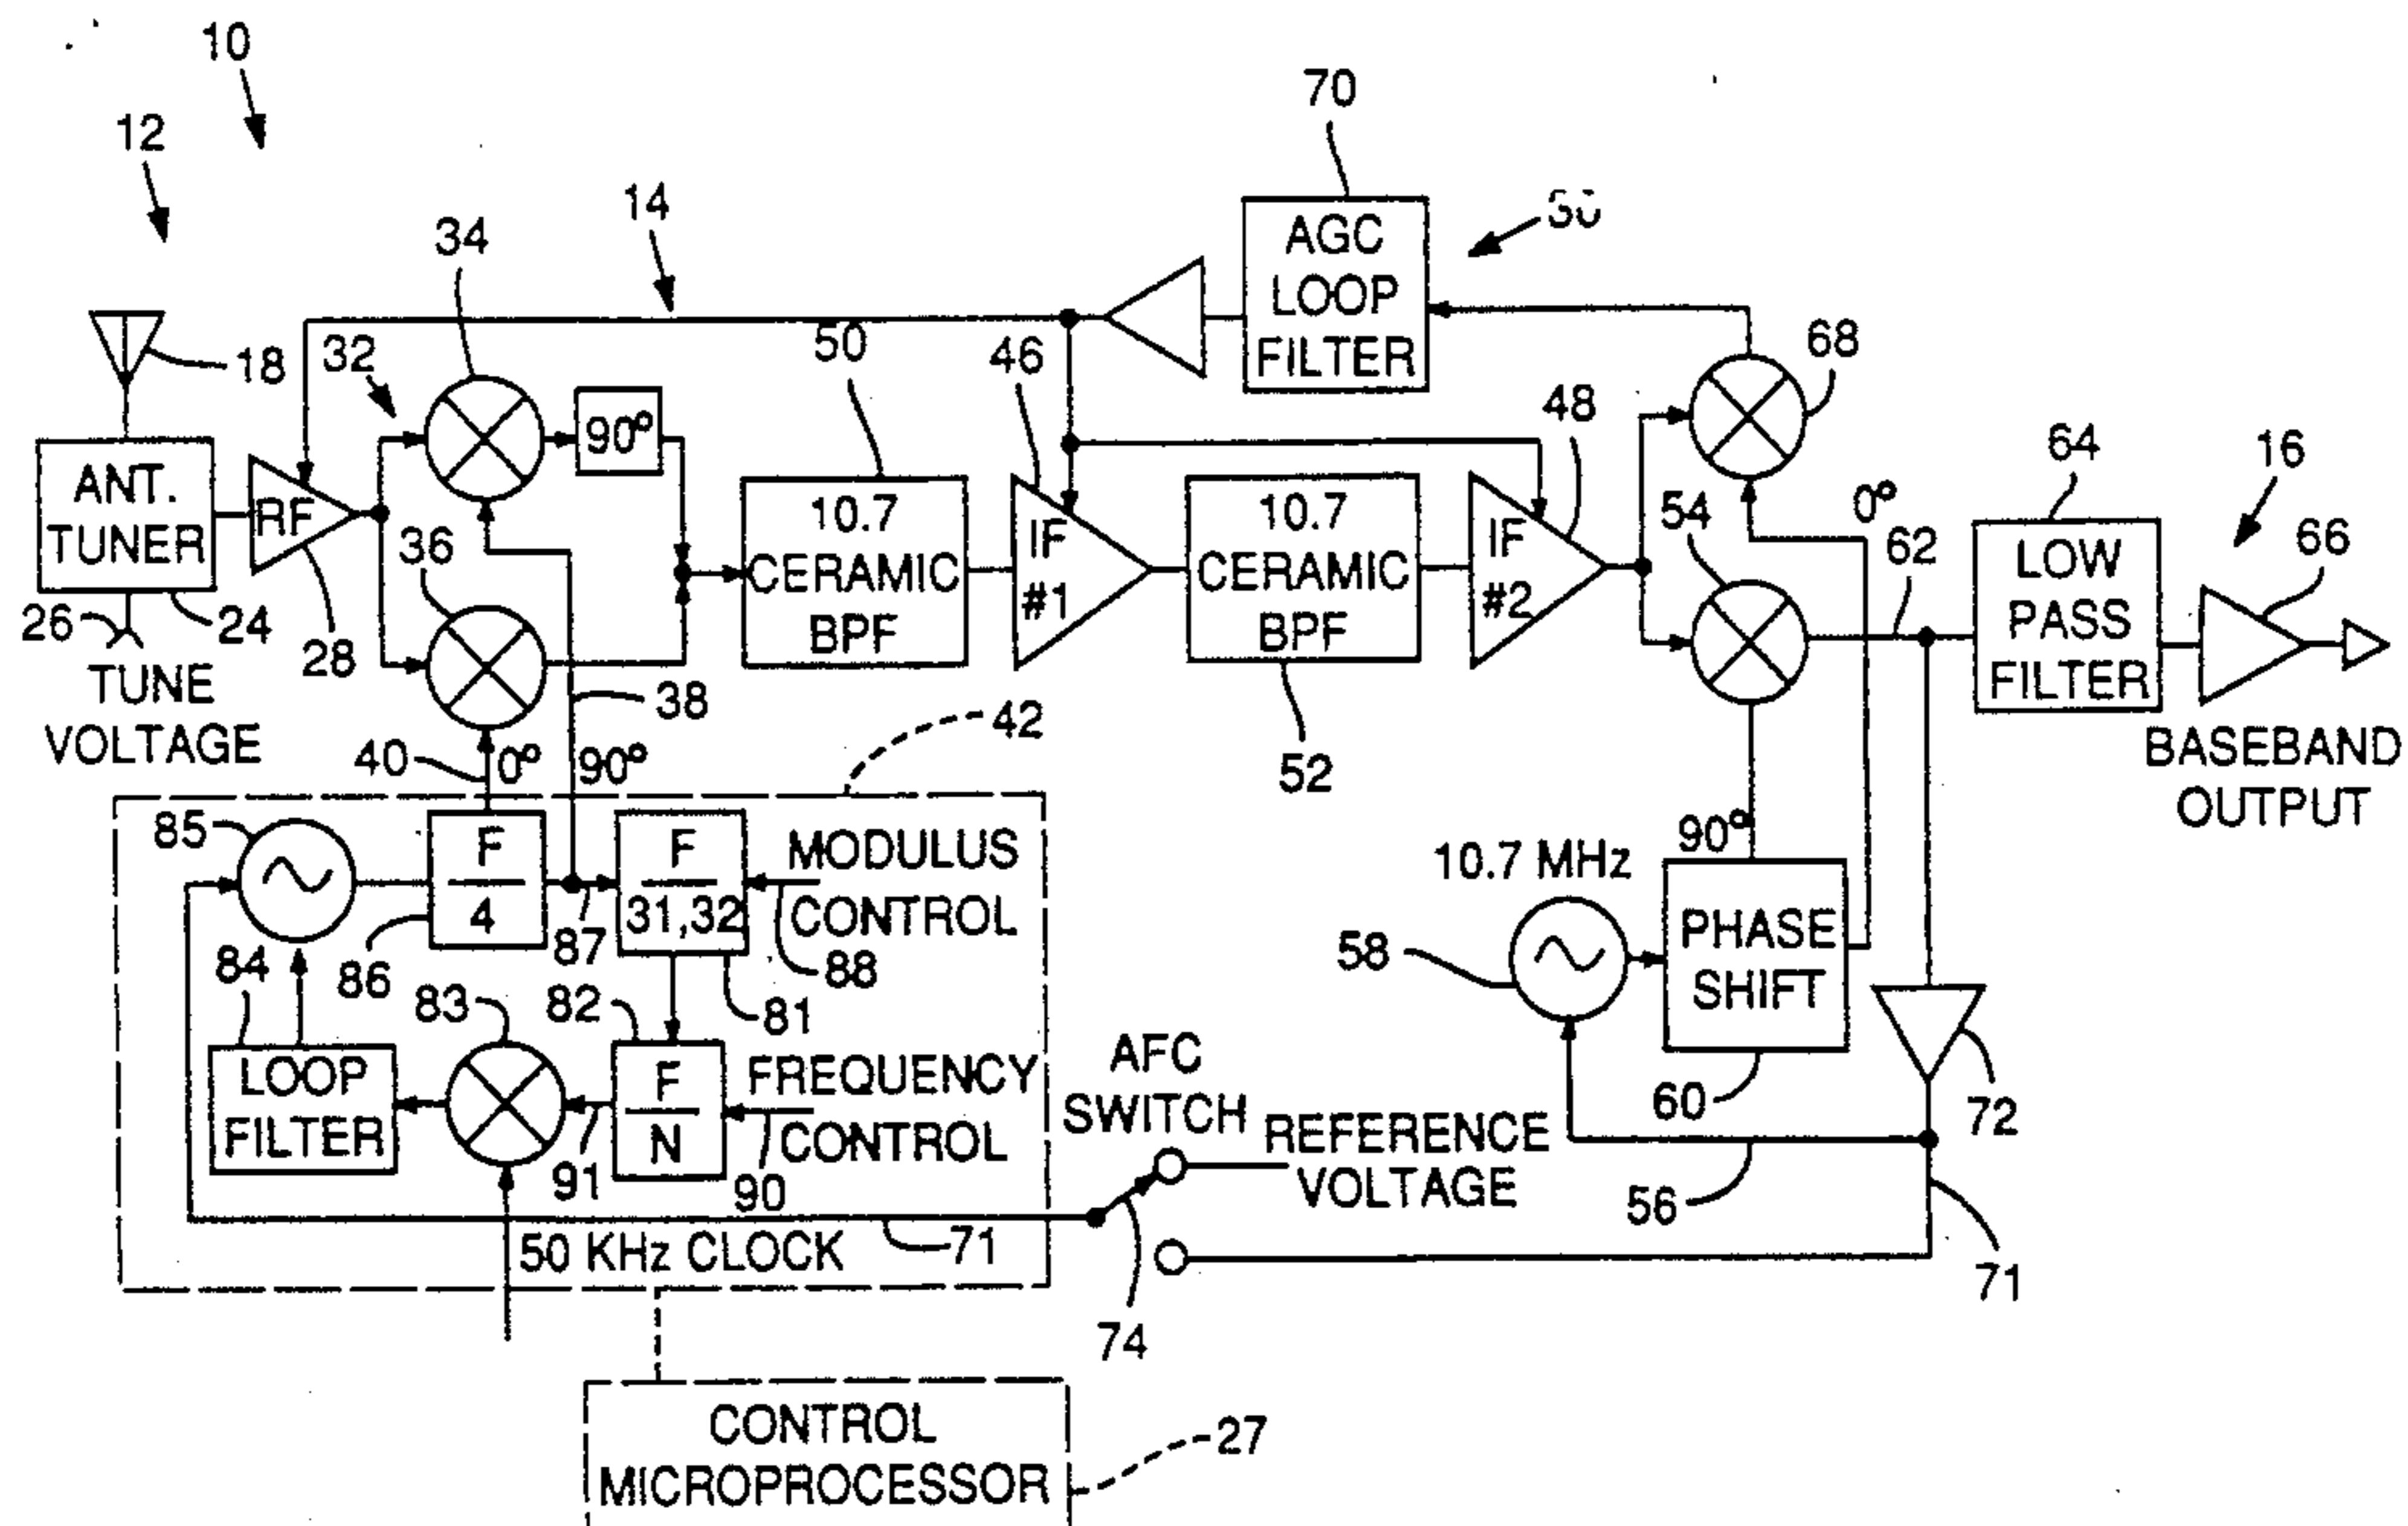 10
12
14
70
AGC
LOOP
FILTER
34
18
32
50
46
68
48
90°
ANT.
TUNER
RF
36
10.7
CERAMIC
BPF
IF
#1
10.7
CERAMIC
BPF
IF
#2
54
0°
62
64
16
LOW
PASS
FILTER
66
26
24
28
TUNE
VOLTAGE
38
42
52
40
0°
90°
90°
BASEBAND
OUTPUT
85
F
4
F
31,32
MODULUS
CONTROL
10.7 MHz
58
PHASE
SHIFT
84
86
87
88
83
82
81
LOOP
FILTER
F
N
FREQUENCY
CONTROL
91
90
AFC
SWITCH
REFERENCE
VOLTAGE
60
72
56
50 KHz CLOCK
71
71
74
CONTROL
MICROPROCESSOR
27